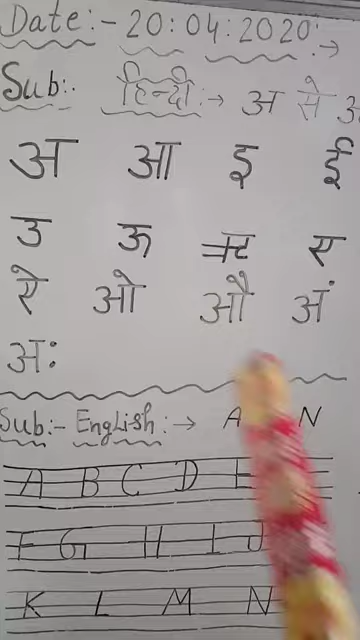 Date:- 20:04:2020:→
Sub:. हिन्दी:→ अ से अ
अ आ इ ई
उ ऊ ऋ स
से ओ औ अं
अः
Sub:- English:→ A N
A B C D E
F G H I J
K L M N